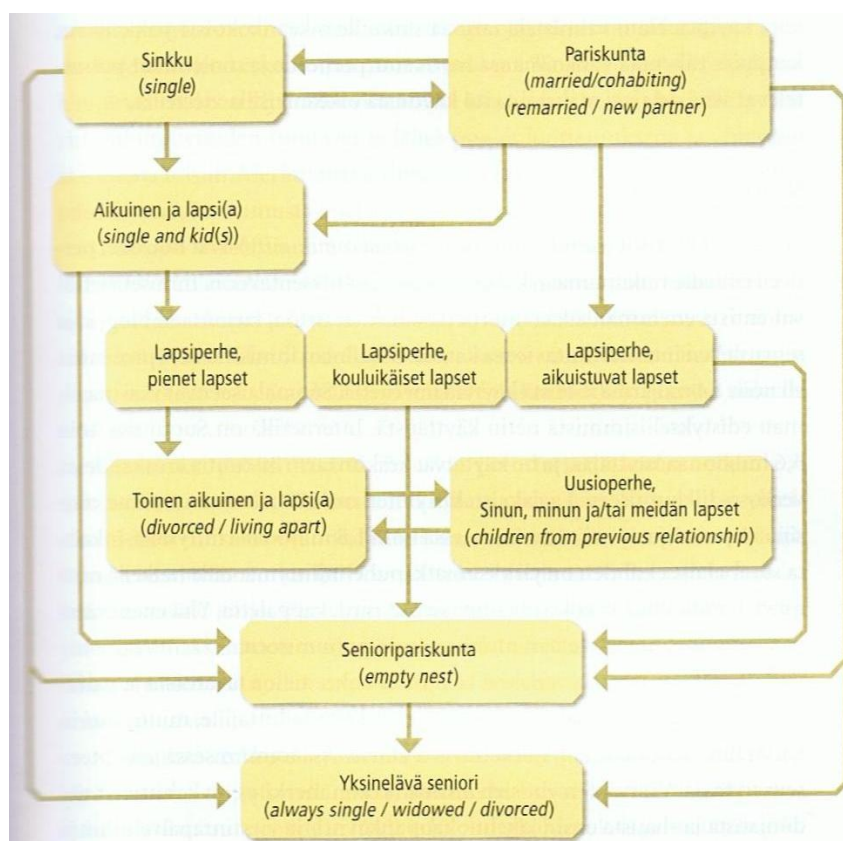 Sinkku
(single)
Pariskunta
(married/cohabiting)
(remarried / new partner)
Aikuinen ja lapsi(a)
(single and kid(s))
Lapsiperhe,
pienet lapset
Lapsiperhe,
kouluikäiset lapset
Lapsiperhe,
aikuistuvat lapset
Toinen aikuinen ja lapsi(a)
(divorced / living apart)
Uusioperhe,
Sinun, minun ja/tai meidän lapset
(children from previous relationship)
Senioripariskunta
(empty nest)
Yksinelävä seniori
(always single / widowed / divorced)